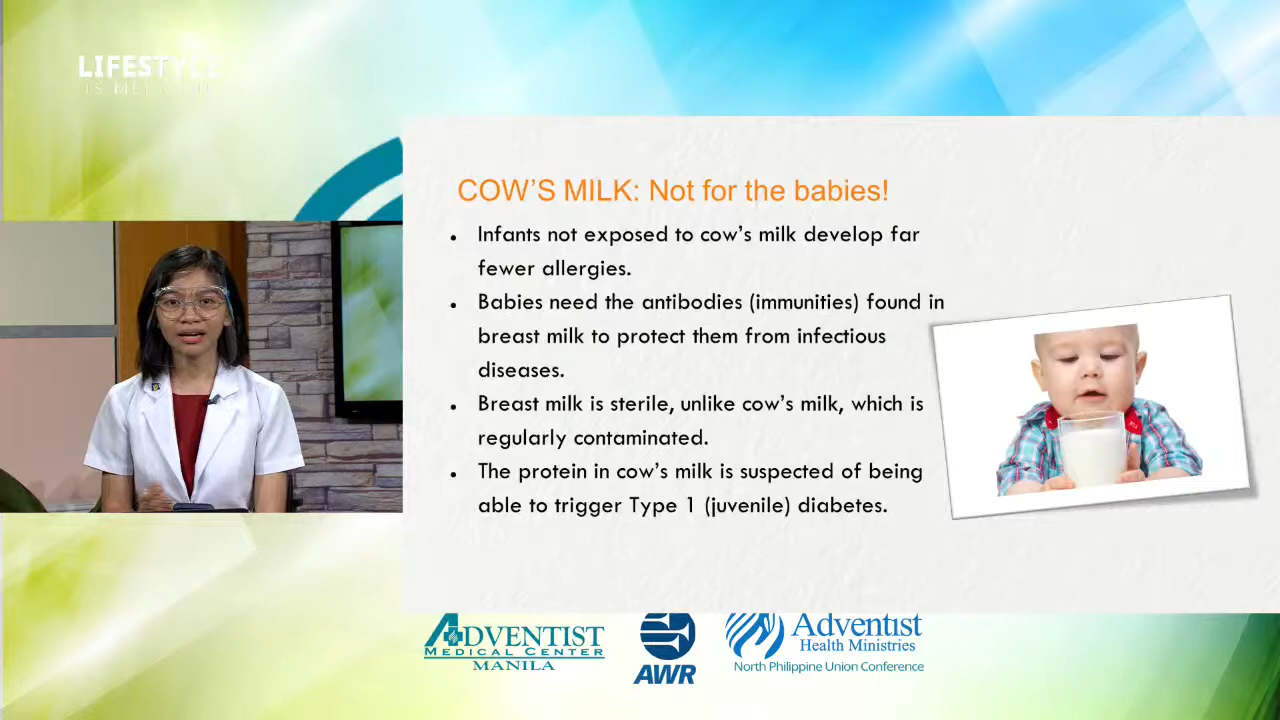 LIFESTYLE
IS MEDICINE
COW'S MILK: Not for the babies!
• Infants not exposed to cow's milk develop far
fewer allergies.
• Babies need the antibodies (immunities) found in
breast milk to protect them from infectious
diseases.
• Breast milk is sterile, unlike cow's milk, which is
regularly contaminated.
• The protein in cow's milk is suspected of being
able to trigger Type 1 (juvenile) diabetes.
ADVENTIST
MEDICAL CENTER
MANILA
AWR
Adventist
Health Ministries
North Philippine Union Conference